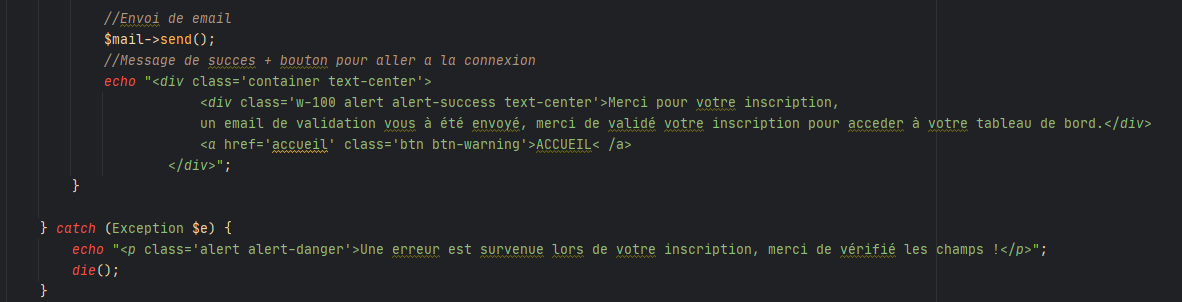 //Envoi de email
$mail->send();
//Message de succes + bouton pour aller a la connexion
echo "<div class='container text-center'>
<div class='w-100 alert alert-success text-center'>Merci pour votre inscription,
un email de validation vous à été envoyé, merci de validé votre inscription pour acceder à votre tableau de bord.</div>
<a href='accueil' class='btn btn-warning'>ACCUEIL< /a>
</div>";
}
} catch (Exception $e) {
echo "<p class='alert alert-danger'>Une erreur est survenue lors de votre inscription, merci de vérifié les champs !</p>";
die();
}